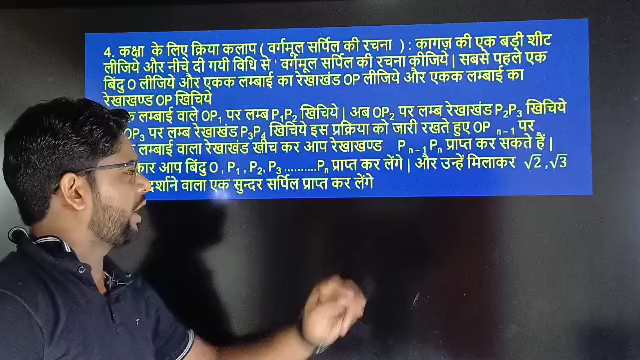 4. कक्षा के लिए क्रिया कलाप ( वर्गमूल सर्पिल की रचना ) : कागज़ की एक बड़ी शीट
लीजिये और नीचे दी गयी विधि से ' वर्गमूल सर्पिल की रचना कीजिये | सबसे पहले एक
बिंदु O लीजिये और एकक लम्बाई का रेखाखंड OP लीजिये और एकक लम्बाई का
रेखाखण्ड OP खिचिये
लम्बाई वाले OP₁ पर लम्ब P₁P₂ खिचिये | अब OP₂ पर लम्ब रेखाखंड P₂P₃ खिचिये
OP₃ पर लम्ब रेखाखंड P₃P₄ खिचिये इस प्रक्रिया को जारी रखते हुए OP ₙ₋₁ पर
लम्बाई वाला रेखाखंड खीच कर आप रेखाखण्ड P ₙ₋₁ Pₙ प्राप्त कर सकते हैं |
आप बिंदु O , P₁ , P₂, P₃ ..........Pₙ प्राप्त कर लेंगे | और उन्हें मिलाकर √2 ,√3
दर्शाने वाला एक सुन्दर सर्पिल प्राप्त कर लेंगे